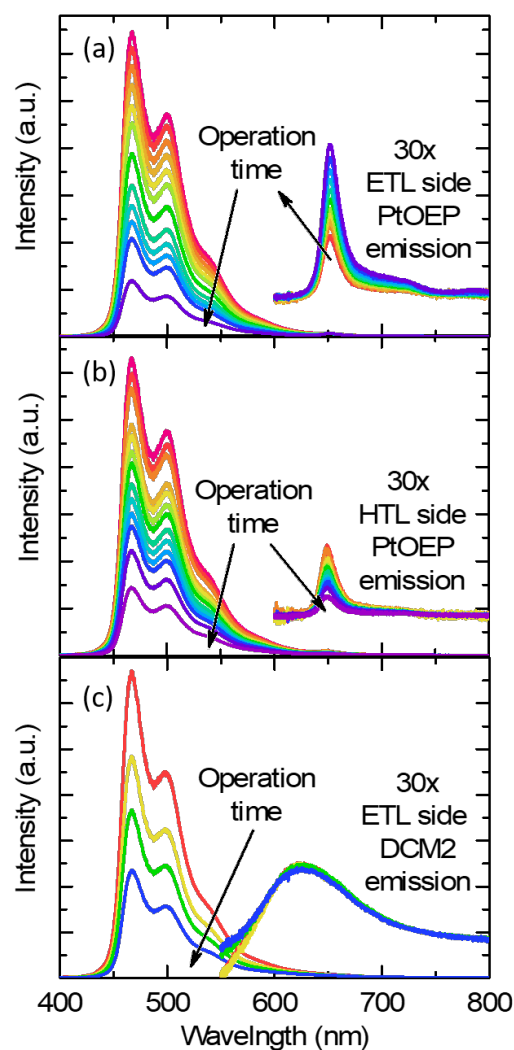 (a)
Intensity (a.u.)
Operation
time
30x
ETL side
PtOEP
emission
(b)
Intensity (a.u.)
Operation
time
30x
HTL side
PtOEP
emission
(c)
Intensity (a.u.)
Operation
time
30x
ETL side
DCM2
emission
400 500 600 700 800
Wavelngth (nm)